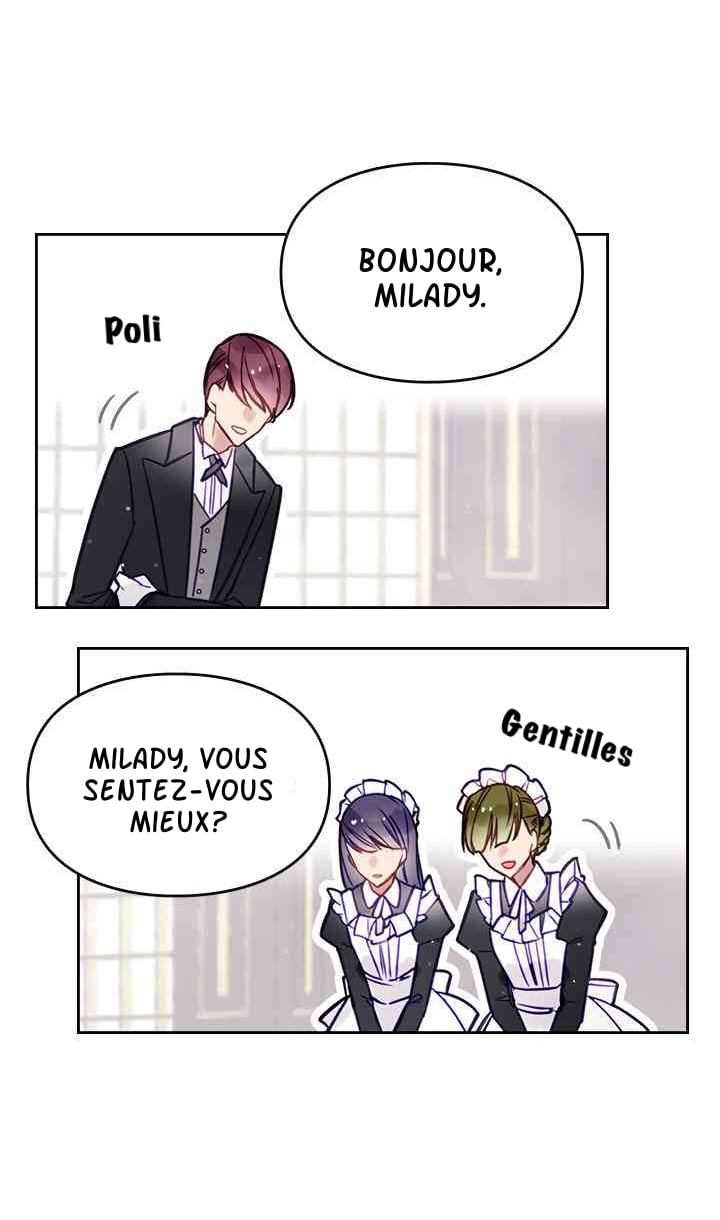 BONJOUR,
MILADY.
Poli
Gentilles
MILADY, VOUS
SENTEZ-VOUS
MIEUX?